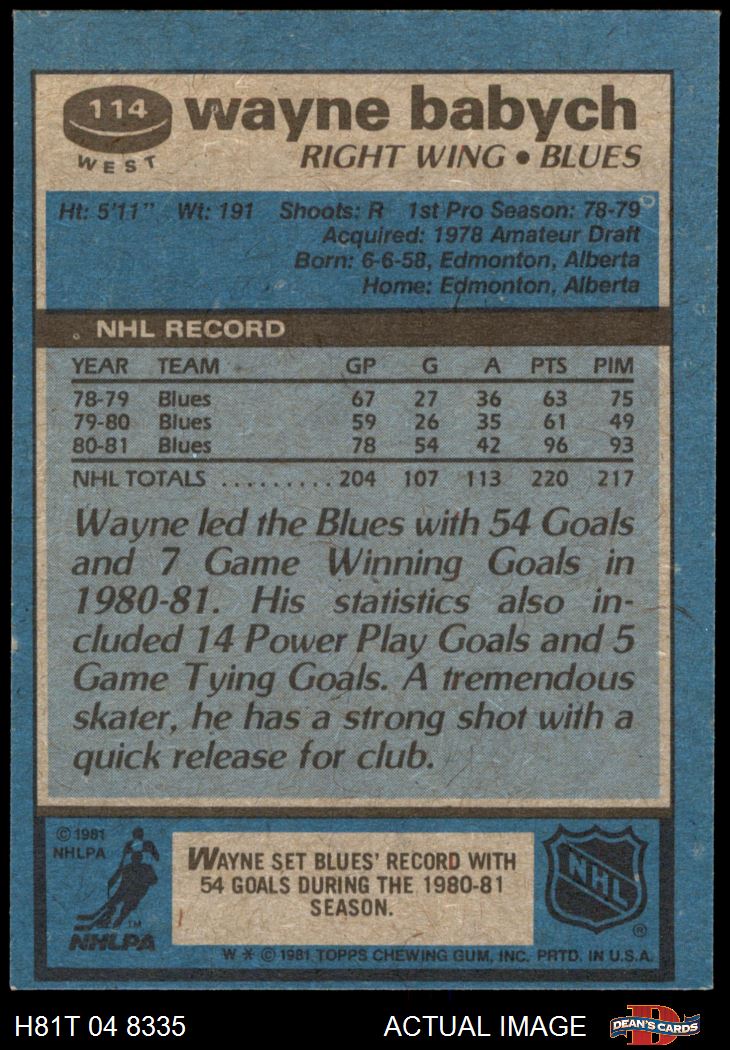 114
WEST
wayne babych
RIGHT WING • BLUES
Ht: 5'11" Wt: 191 Shoots: R 1st Pro Season: 78-79
Acquired: 1978 Amateur Draft
Born: 6-6-58, Edmonton, Alberta
Home: Edmonton, Alberta
NHL RECORD
YEAR TEAM GP G A PTS PIM
78-79 Blues 67 27 36 63 75
79-80 Blues 59 26 35 61 49
80-81 Blues 78 54 42 96 93
NHL TOTALS ......... 204 107 113 220 217
Wayne led the Blues with 54 Goals
and 7 Game Winning Goals in
1980-81. His statistics also in-
cluded 14 Power Play Goals and 5
Game Tying Goals. A tremendous
skater, he has a strong shot with a
quick release for club.
© 1981
NHLPA
TM
NHLPA
WAYNE SET BLUES' RECORD WITH
54 GOALS DURING THE 1980-81
SEASON.
NHL
®
W * © 1981 TOPPS CHEWING GUM, INC. PRTD. IN U.S.A.
H81T 04 8335 ACTUAL IMAGE
DEAN'S CARDS